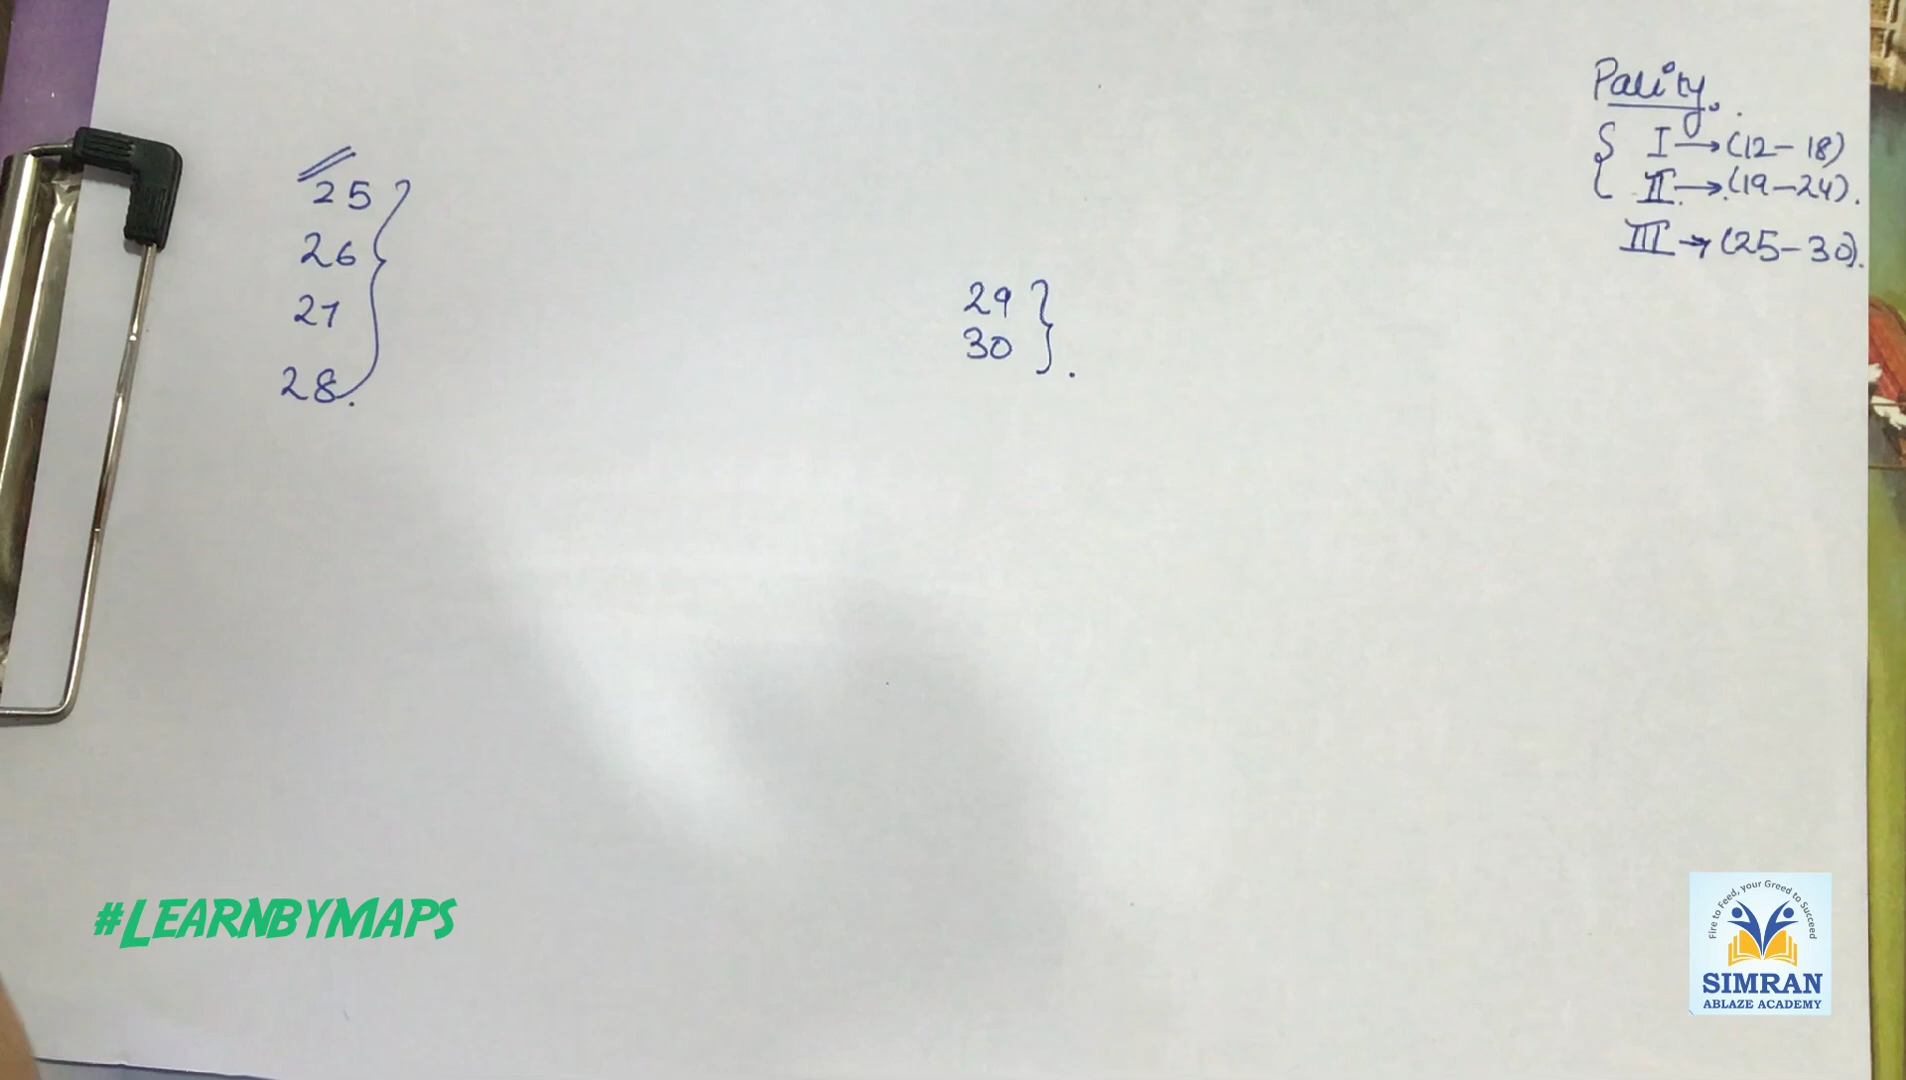 Polity.
I → (12-18)
II → (19-24).
III → (25-30).
25
26
27
28.
29
30
#LEARNBYMAPS
Fire to Feed, your Greed to Succeed
SIMRAN
ABLAZE ACADEMY